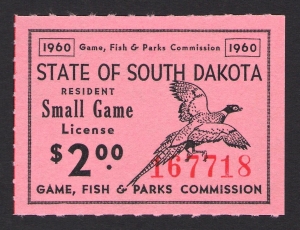 1960 Game, Fish & Parks Commission 1960
STATE OF SOUTH DAKOTA
RESIDENT
Small Game
License
$2.00
167718
GAME, FISH & PARKS COMMISSION